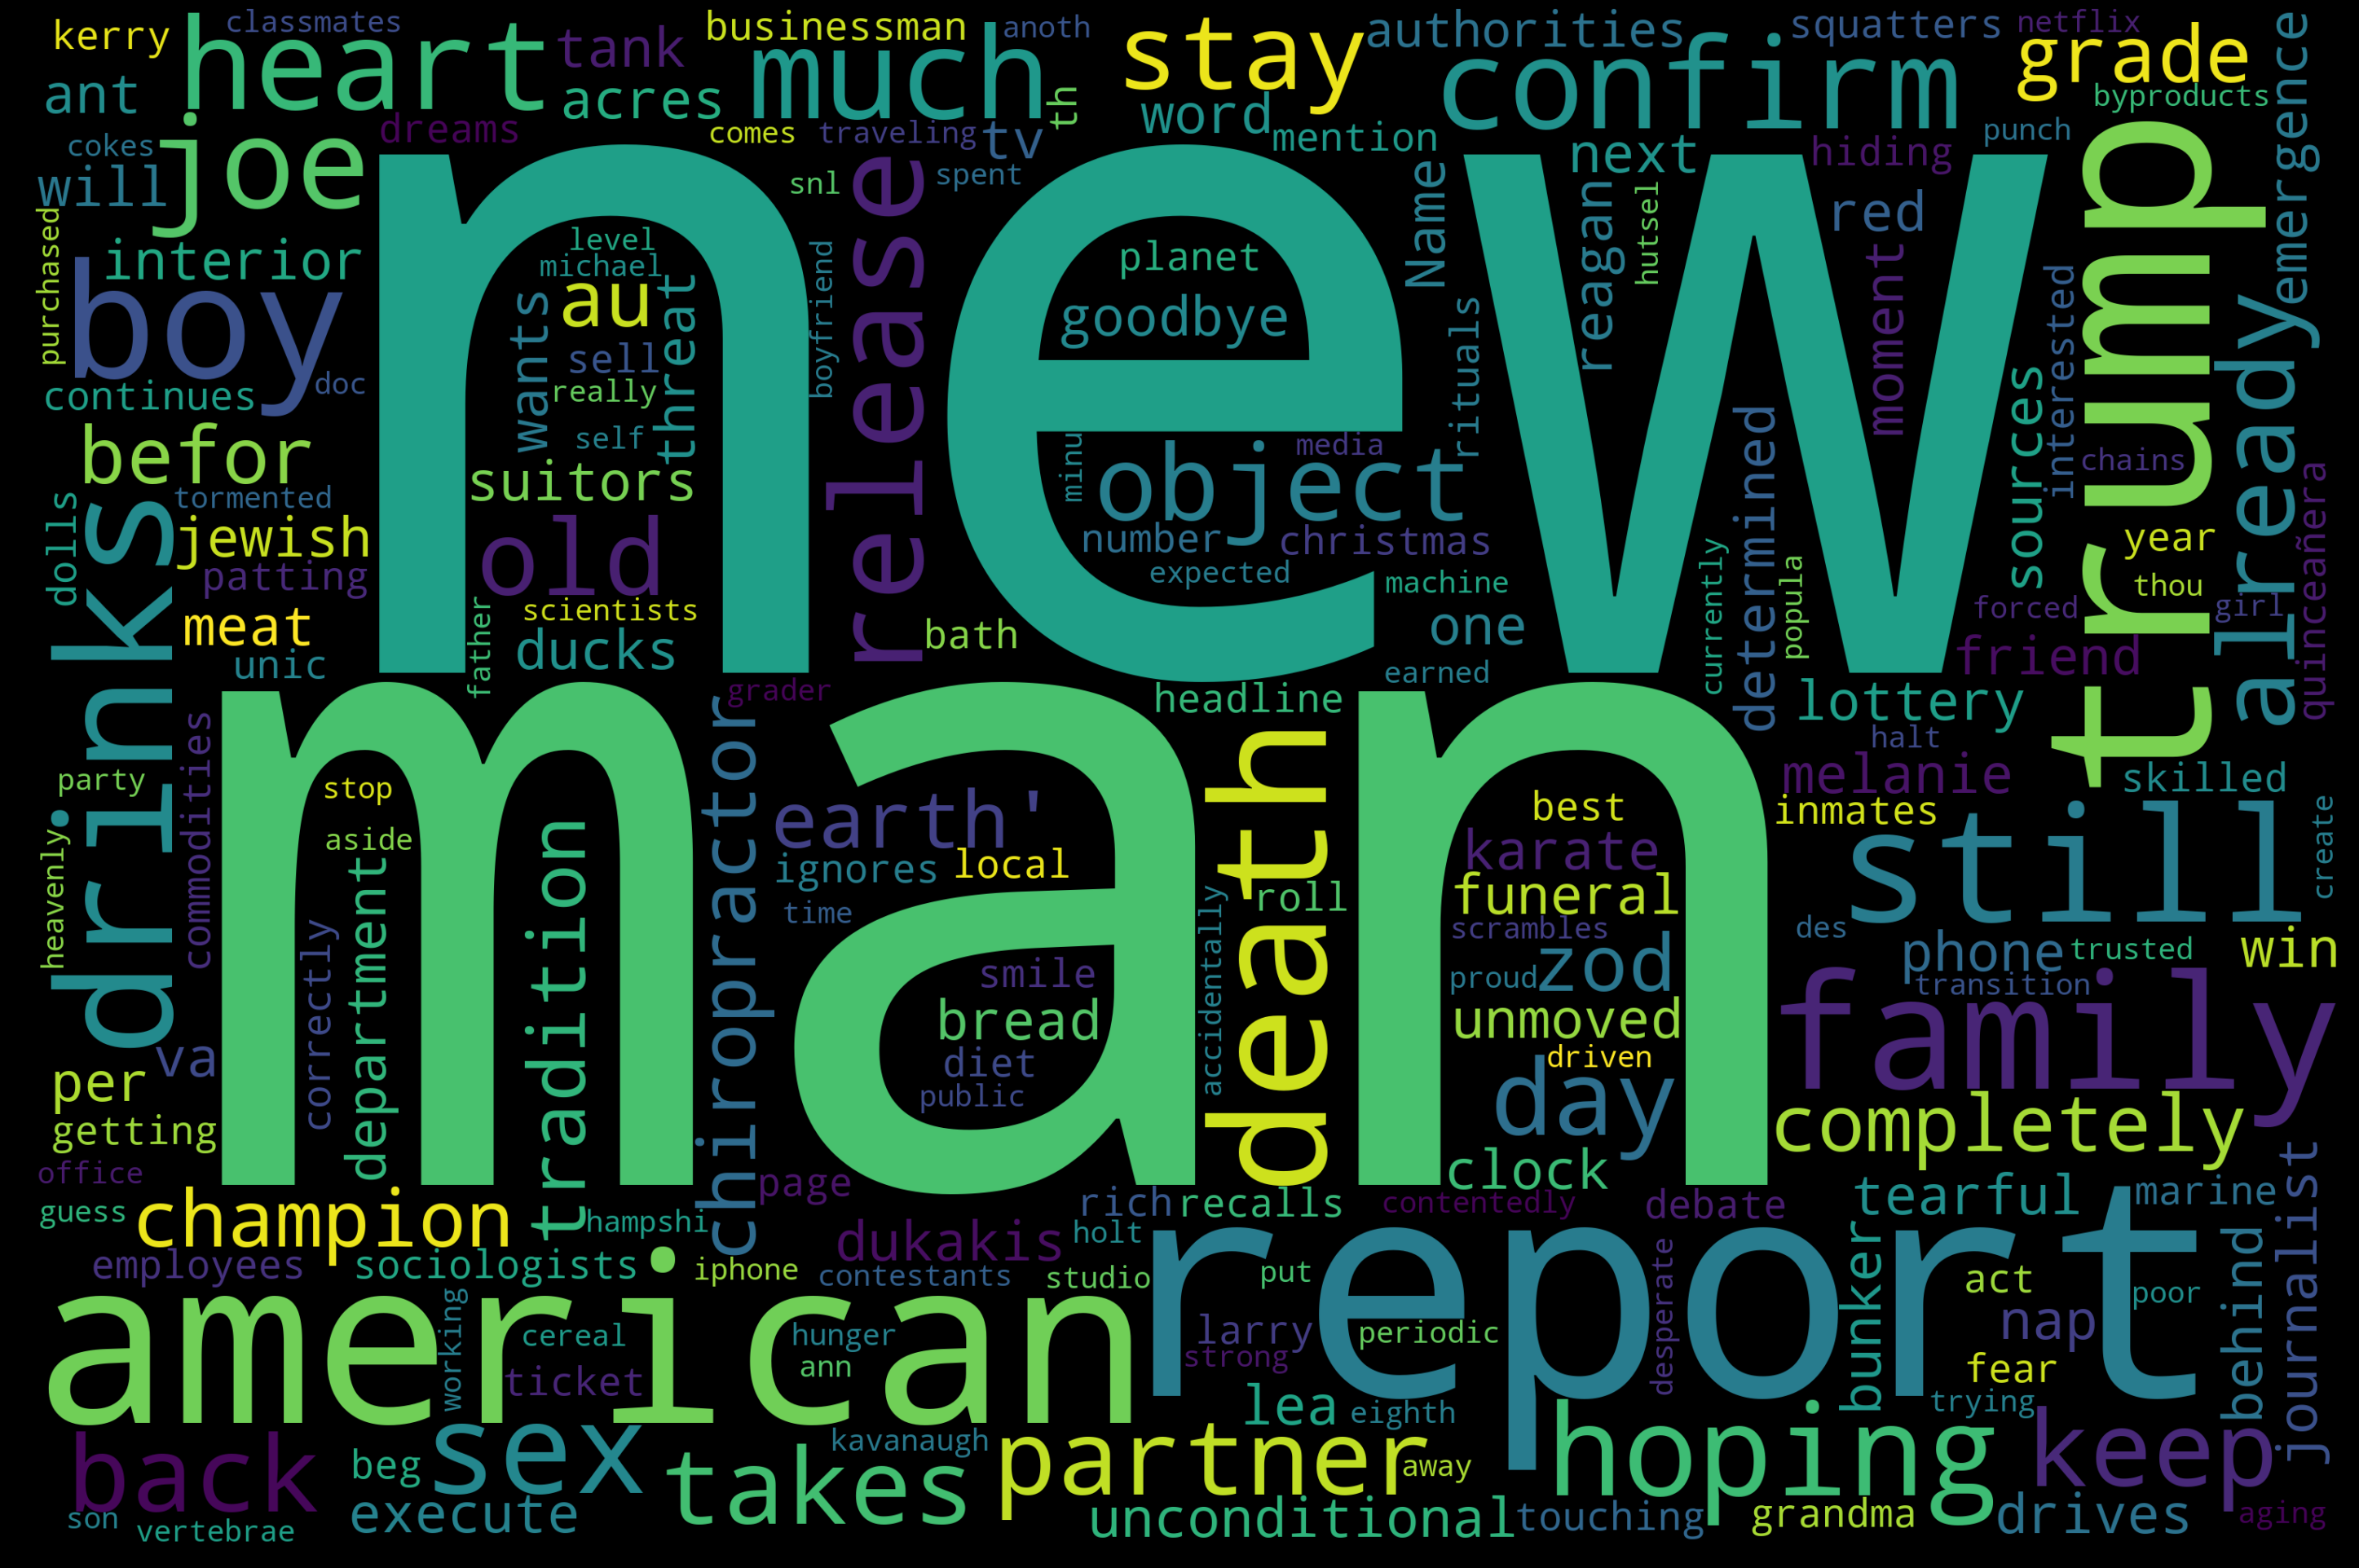 kerry
classmates
businessman
anoth
authorities
squatters
netflix
heart
tank
much
stay
confirm
grade
ant
acres
th
word
mention
byproducts
emergence
cokes
joe
dreams
comes
traveling
tv
next
hiding
punch
will
snl
spent
release
Name
reagan
hutsel
red
trump
already
purchased
interior
boy
new
level
michael
au
wants
threat
boyfriend
planet
goodbye
rituals
moment
interested
sources
continues
doc
sell
really
self
befor
suitors
object
media
minu
determined
chains
drinks
dolls
tormented
jewish
patting
old
number
christmas
expected
machine
currently
popula
year
thou
quinceañera
meat
unic
father
scientists
ducks
bath
one
earned
forced
friend
girl
man
grader
headline
lottery
halt
commodities
party
stop
aside
department
tradition
chiropractor
earth'
ignores
local
time
death
accidentally
roll
best
karate
funeral
scrambles
melanie
inmates
skilled
still
create
heavenly
correctly
smile
bread
diet
public
proud
zod
unmoved
driven
day
des
phone
transition
trusted
win
family
va
per
getting
completely
office
guess
champion
hampshi
page
rich
recalls
contentedly
clock
debate
tearful
marine
journalist
behind
employees
sociologists
iphone
dukakis
contestants
holt
studio
put
report
desperate
bunker
act
nap
poor
american
working
cereal
ticket
hunger
ann
larry
strong
periodic
fear
trying
back
beg
sex
execute
takes
kavanaugh
lea
eighth
partner
away
hoping
keep
son
vertebrae
unconditional
touching
grandma
drives
aging